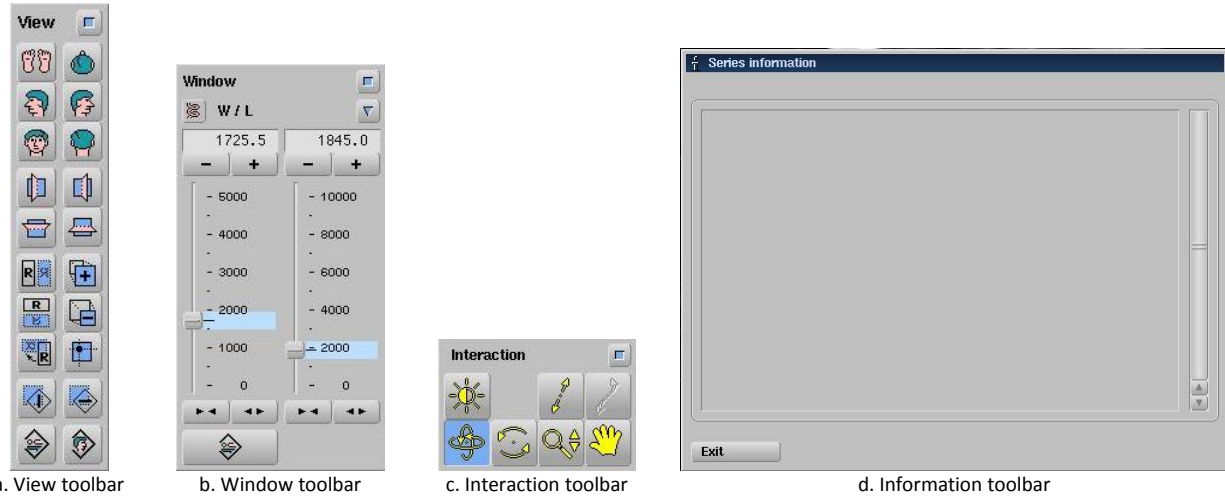 View
R R
R
R
R
Window
W / L
1725.5 1845.0
- + - +
- 5000 - 10000
- 4000 - 8000
- 3000 - 6000
- 2000 - 4000
- 1000 - 2000
- 0 - 0
Interaction
Series information
Exit
a. View toolbar b. Window toolbar c. Interaction toolbar d. Information toolbar